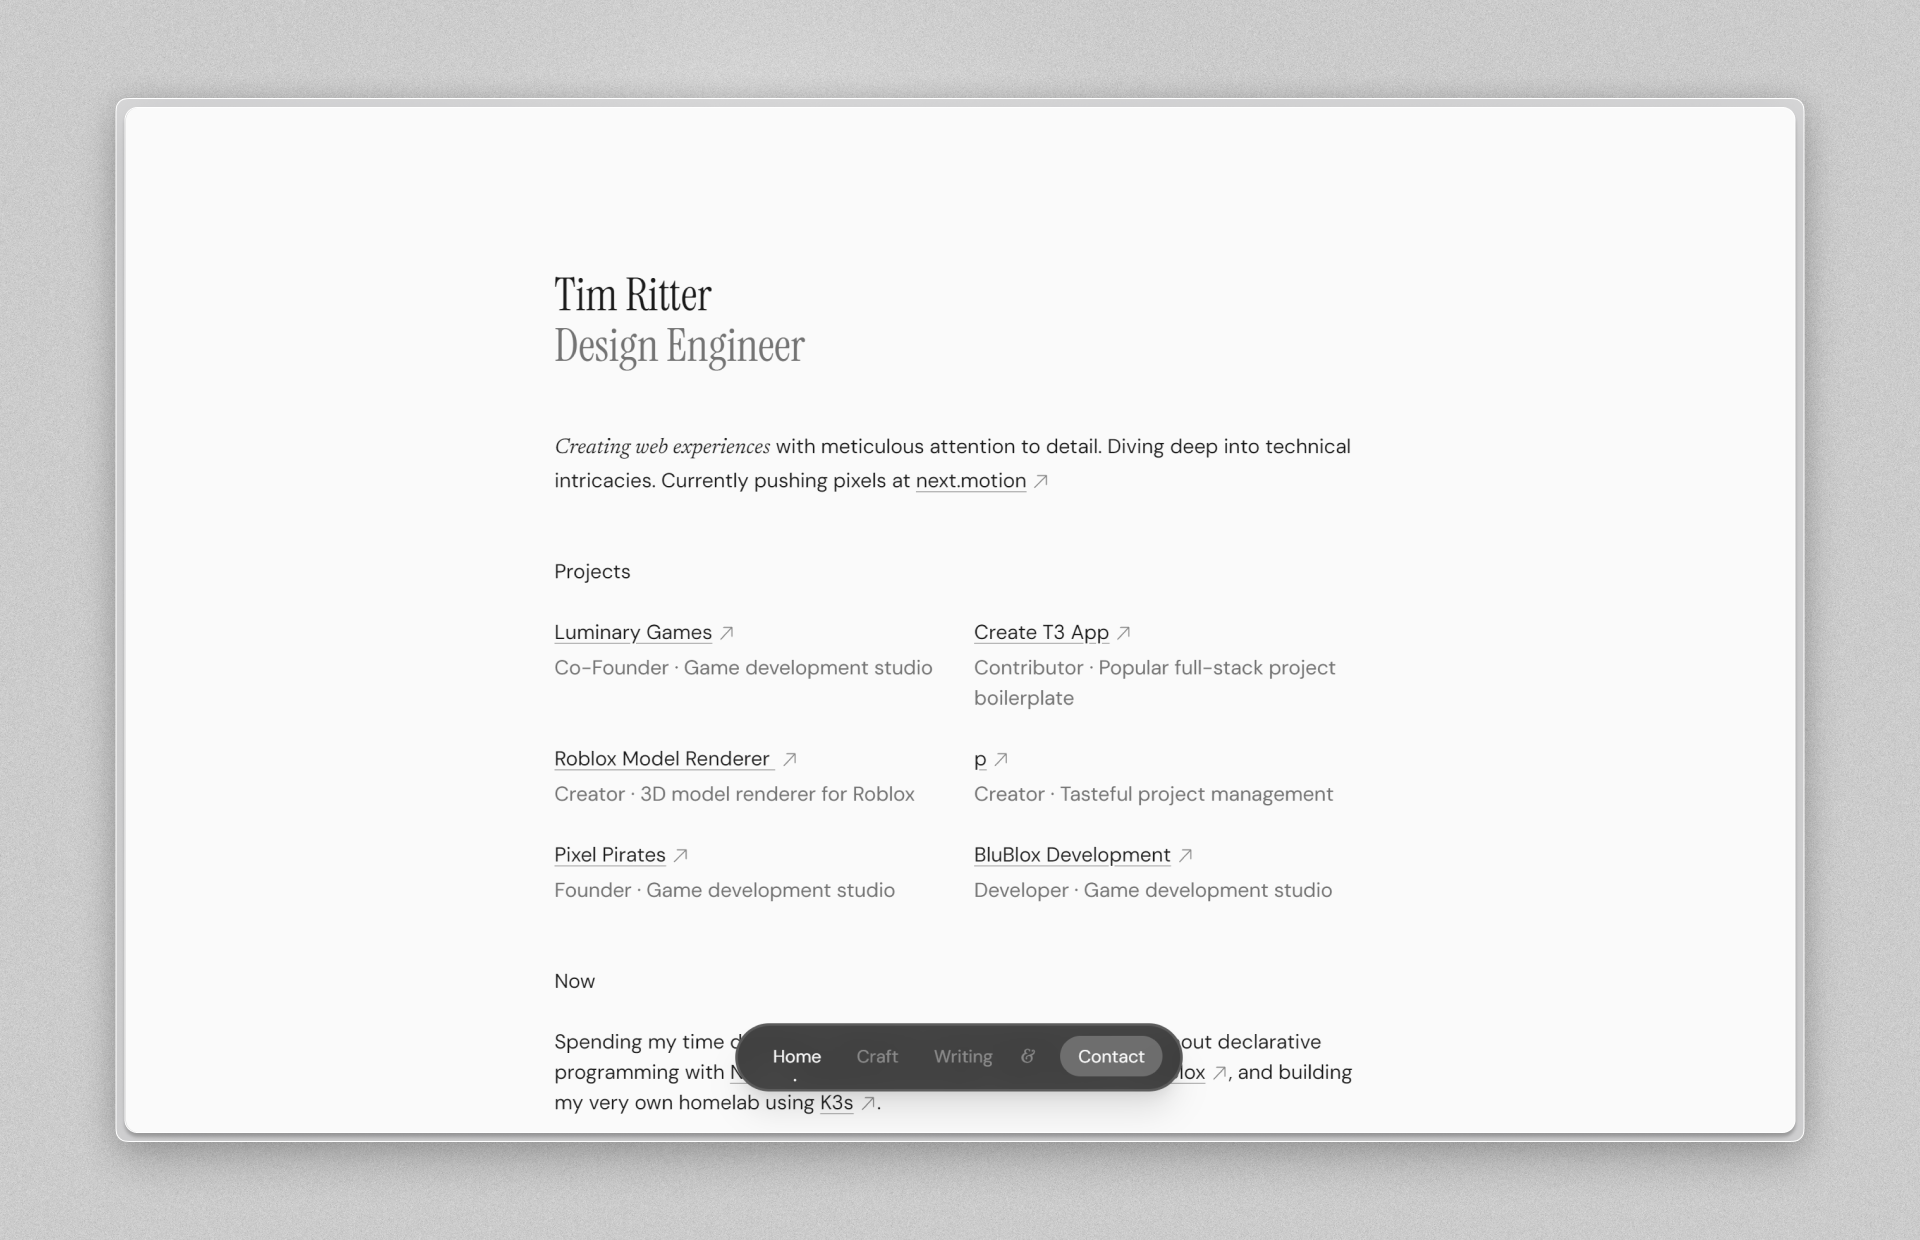 Tim Ritter
Design Engineer
Creating web experiences with meticulous attention to detail. Diving deep into technical
intricacies. Currently pushing pixels at next.motion ↗
Projects
Luminary Games ↗
Co-Founder · Game development studio
Create T3 App ↗
Contributor · Popular full-stack project
boilerplate
Roblox Model Renderer ↗
Creator · 3D model renderer for Roblox
p ↗
Creator · Tasteful project management
Pixel Pirates ↗
Founder · Game development studio
BluBlox Development ↗
Developer · Game development studio
Now
Spending my time out declarative
programming with lox ↗, and building
my very own homelab using K3s ↗.
Home Craft Writing & Contact